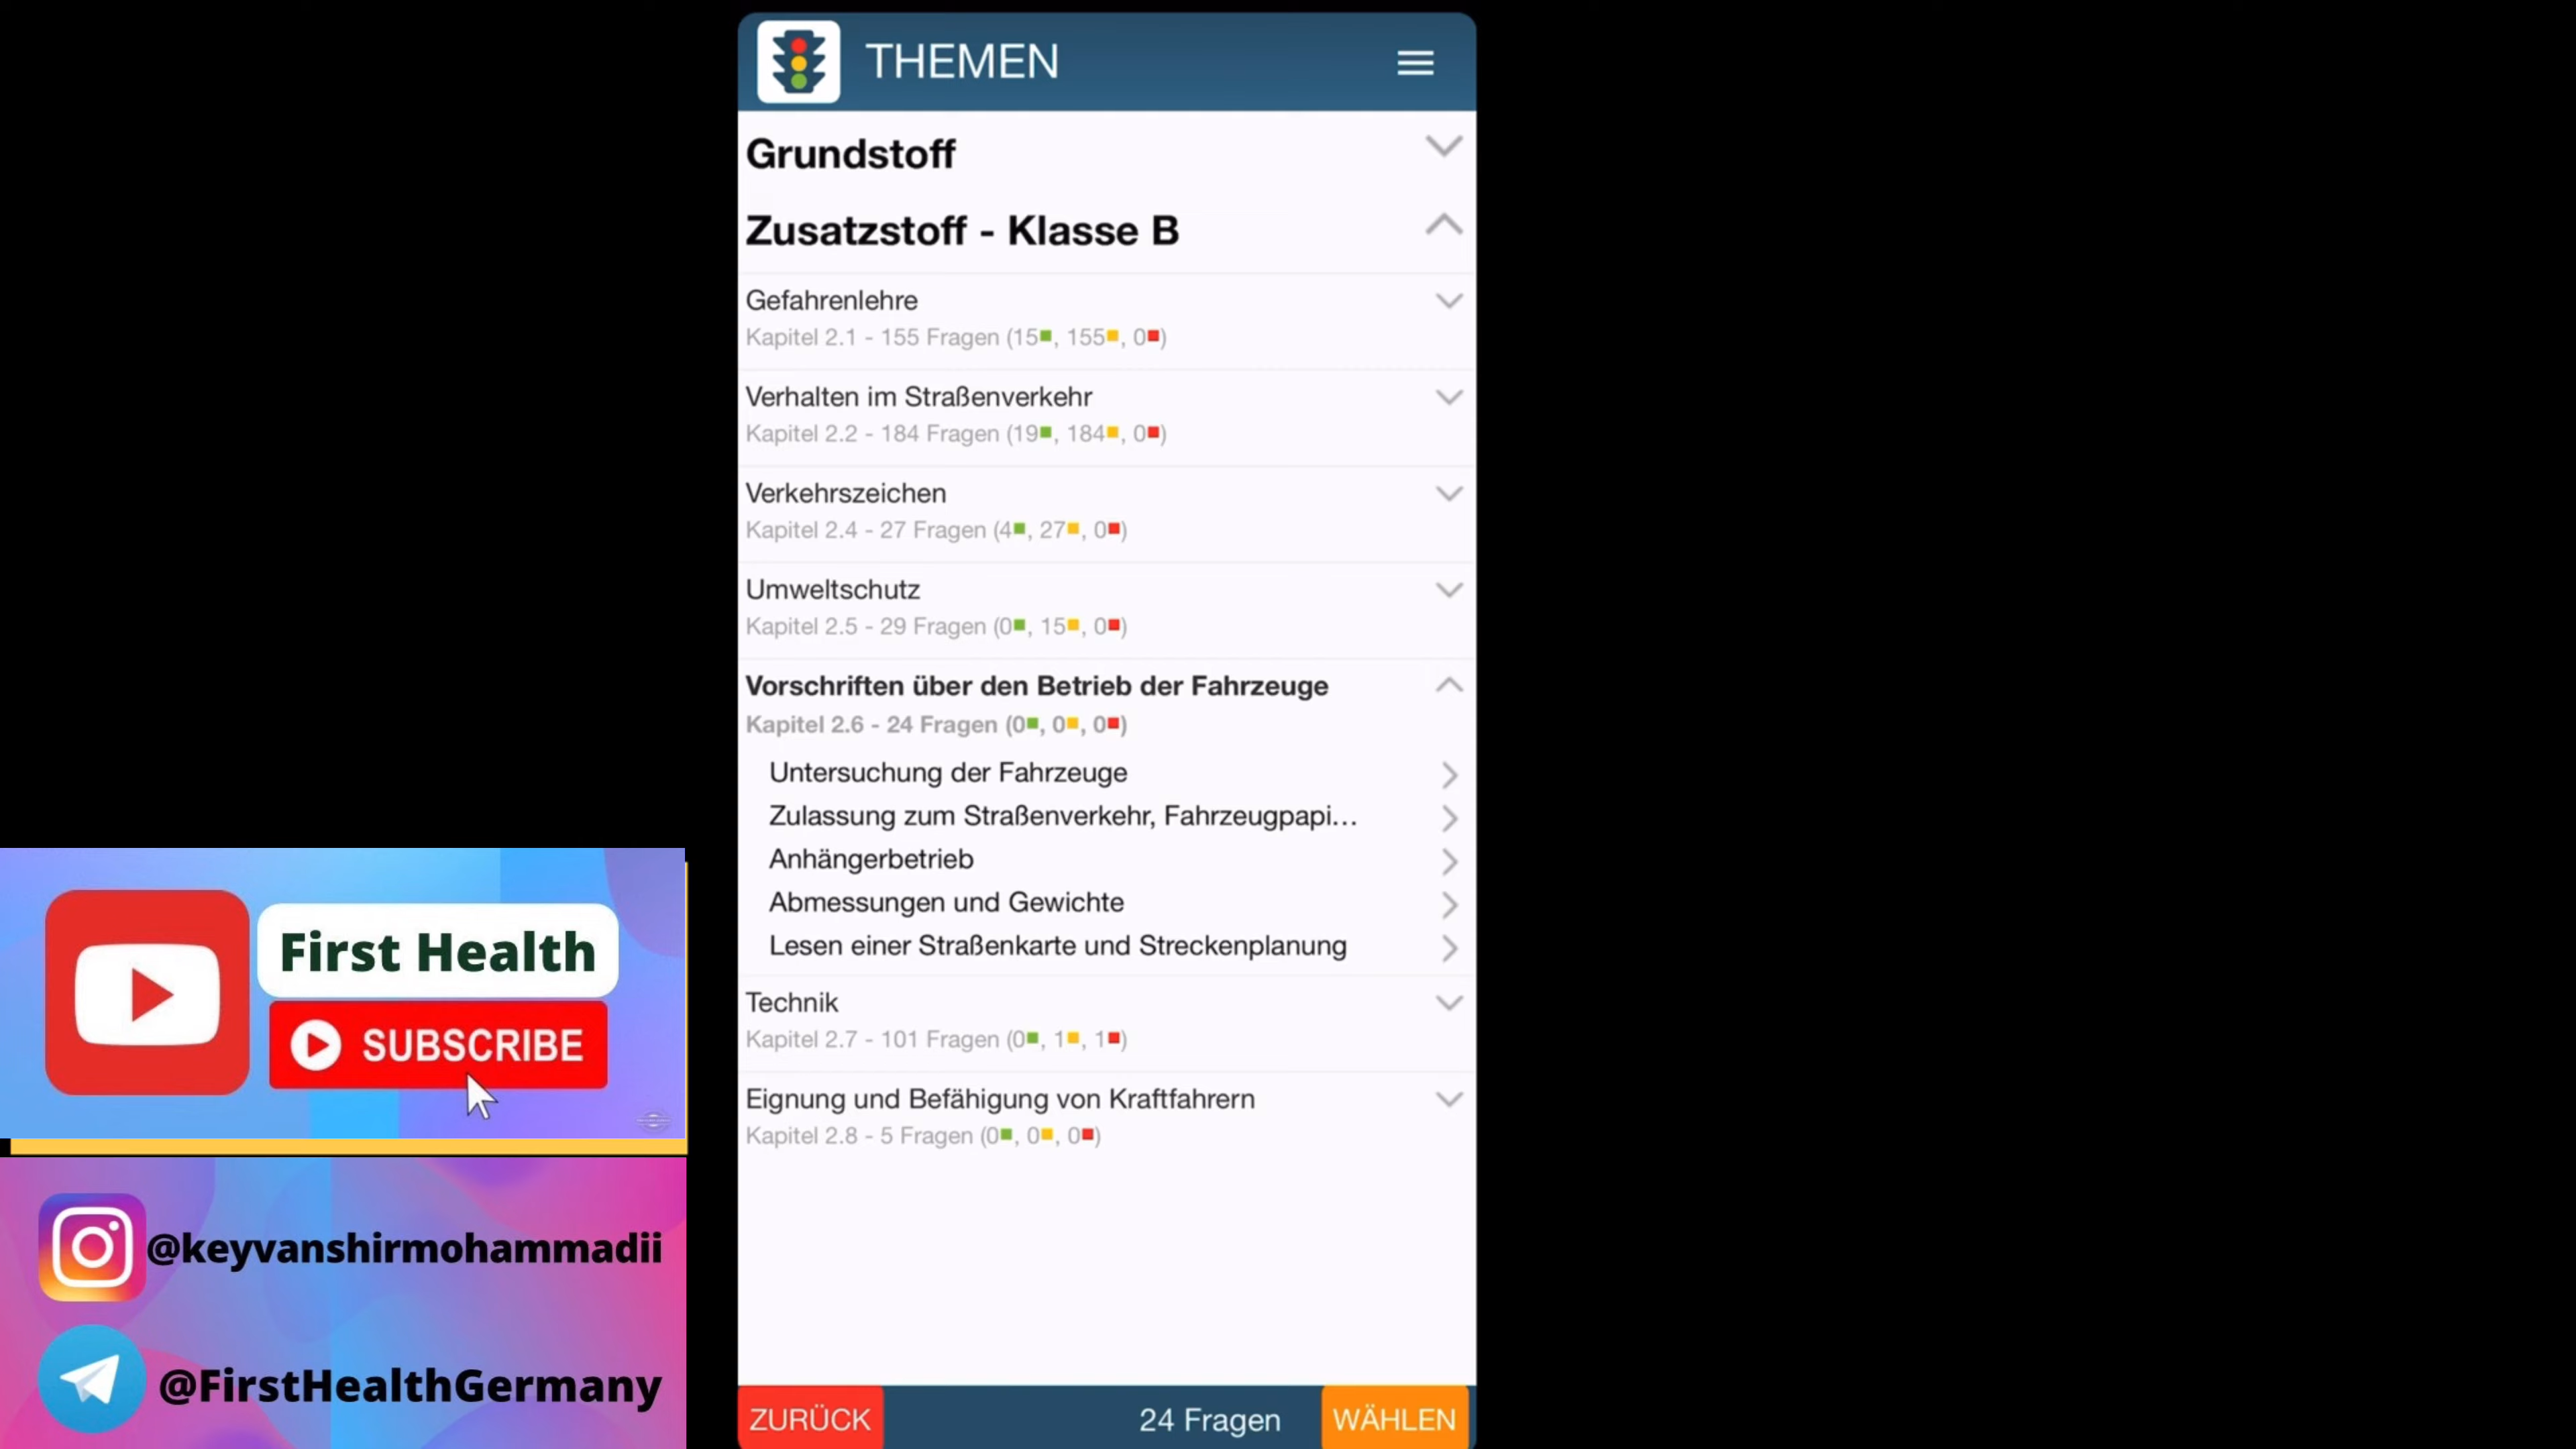 THEMEN
Grundstoff
Zusatzstoff - Klasse B
Gefahrenlehre
Kapitel 2.1 - 155 Fragen (15, 155, 0)
Verhalten im Straßenverkehr
Kapitel 2.2 - 184 Fragen (19, 184, 0)
Verkehrszeichen
Kapitel 2.4 - 27 Fragen (4, 27, 0)
Umweltschutz
Kapitel 2.5 - 29 Fragen (0, 15, 0)
Vorschriften über den Betrieb der Fahrzeuge
Kapitel 2.6 - 24 Fragen (0, 0, 0)
Untersuchung der Fahrzeuge
Zulassung zum Straßenverkehr, Fahrzeugpapi...
Anhängerbetrieb
Abmessungen und Gewichte
Lesen einer Straßenkarte und Streckenplanung
Technik
Kapitel 2.7 - 101 Fragen (0, 1, 1)
Eignung und Befähigung von Kraftfahrern
Kapitel 2.8 - 5 Fragen (0, 0, 0)
ZURÜCK
24 Fragen
WÄHLEN
First Health
SUBSCRIBE
@keyvanshirmohammadii
@FirstHealthGermany